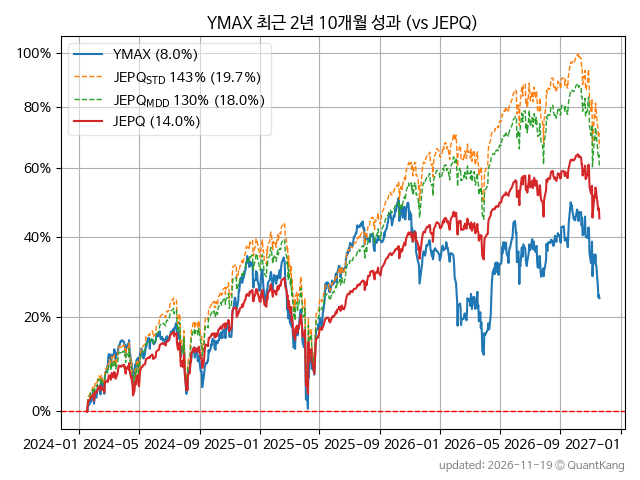 YMAX 최근 2년 10개월 성과 (vs JEPQ)
100%
80%
60%
40%
20%
0%
YMAX (8.0%)
JEPQSTD 143% (19.7%)
JEPQMDD 130% (18.0%)
JEPQ (14.0%)
2024-01 2024-05 2024-09 2025-01 2025-05 2025-09 2026-01 2026-05 2026-09 2027-01
updated: 2026-11-19 © QuantKang